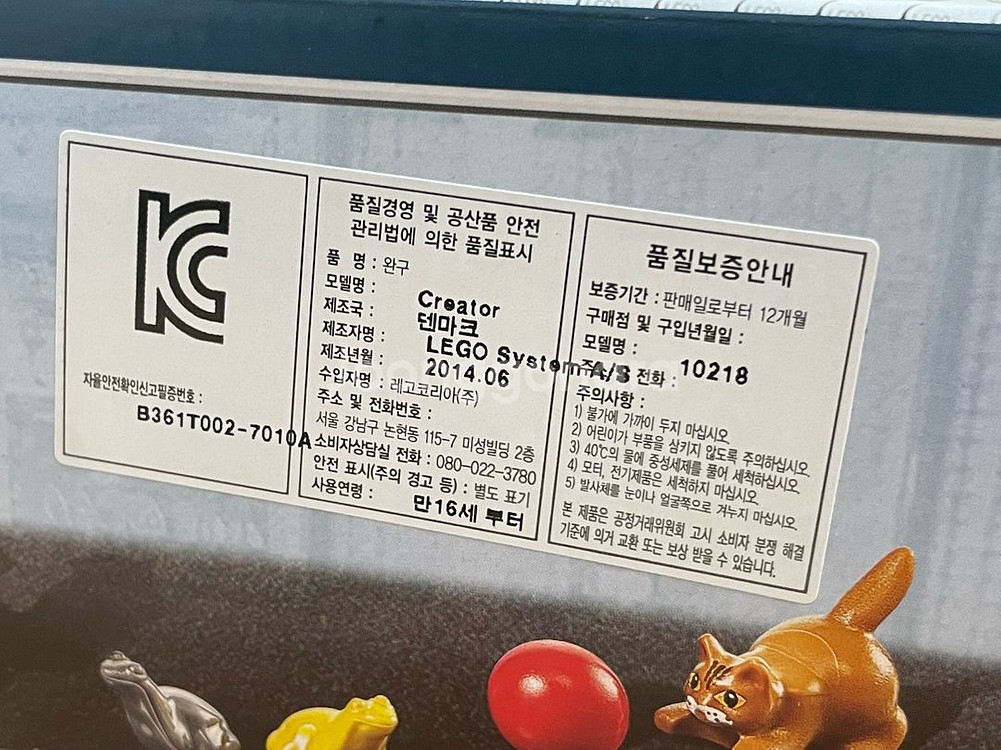 KC
자율안전확인신고필증번호 :
B361T002-7010A
품질경영 및 공산품 안전
관리법에 의한 품질표시
품 명 : 완구
모델명 : Creator
제조국 : 덴마크
제조자명 : LEGO System A/S
제조년월 : 2014.06
수입자명 : 레고코리아(주)
주소 및 전화번호 :
서울 강남구 논현동 115-7 미성빌딩 2층
소비자상담실 전화 : 080-022-3780
안전 표시(주의 경고 등) : 별도 표기
사용연령 : 만16세 부터
품질보증안내
보증기간 : 판매일로부터 12개월
구매점 및 구입년월일 :
모델명 : 10218
주소 전화 :
주의사항 :
1) 불가에 가까이 두지 마십시오.
2) 어린이가 부품을 삼키지 않도록 주의하십시오.
3) 40℃의 물에 중성세제를 풀어 세척하십시오.
4) 모터, 전기제품은 세척하지 마십시오.
5) 발사체를 눈이나 얼굴쪽으로 겨누지 마십시오.
본 제품은 공정거래위원회 고시 소비자 분쟁 해결
기준에 의거 교환 또는 보상 받을 수 있습니다.